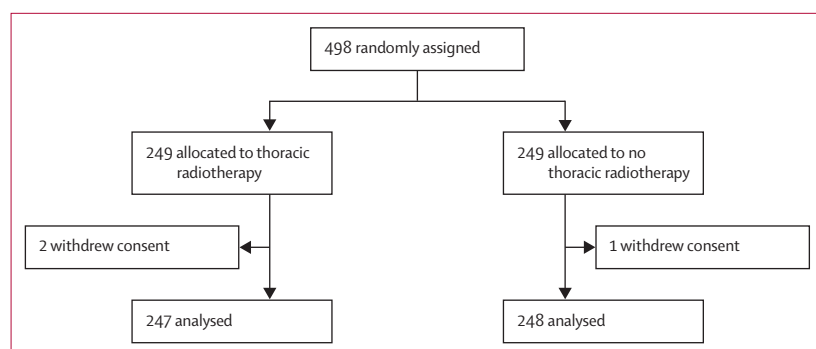 498 randomly assigned
249 allocated to thoracic
radiotherapy
249 allocated to no
thoracic radiotherapy
2 withdrew consent
1 withdrew consent
247 analysed
248 analysed